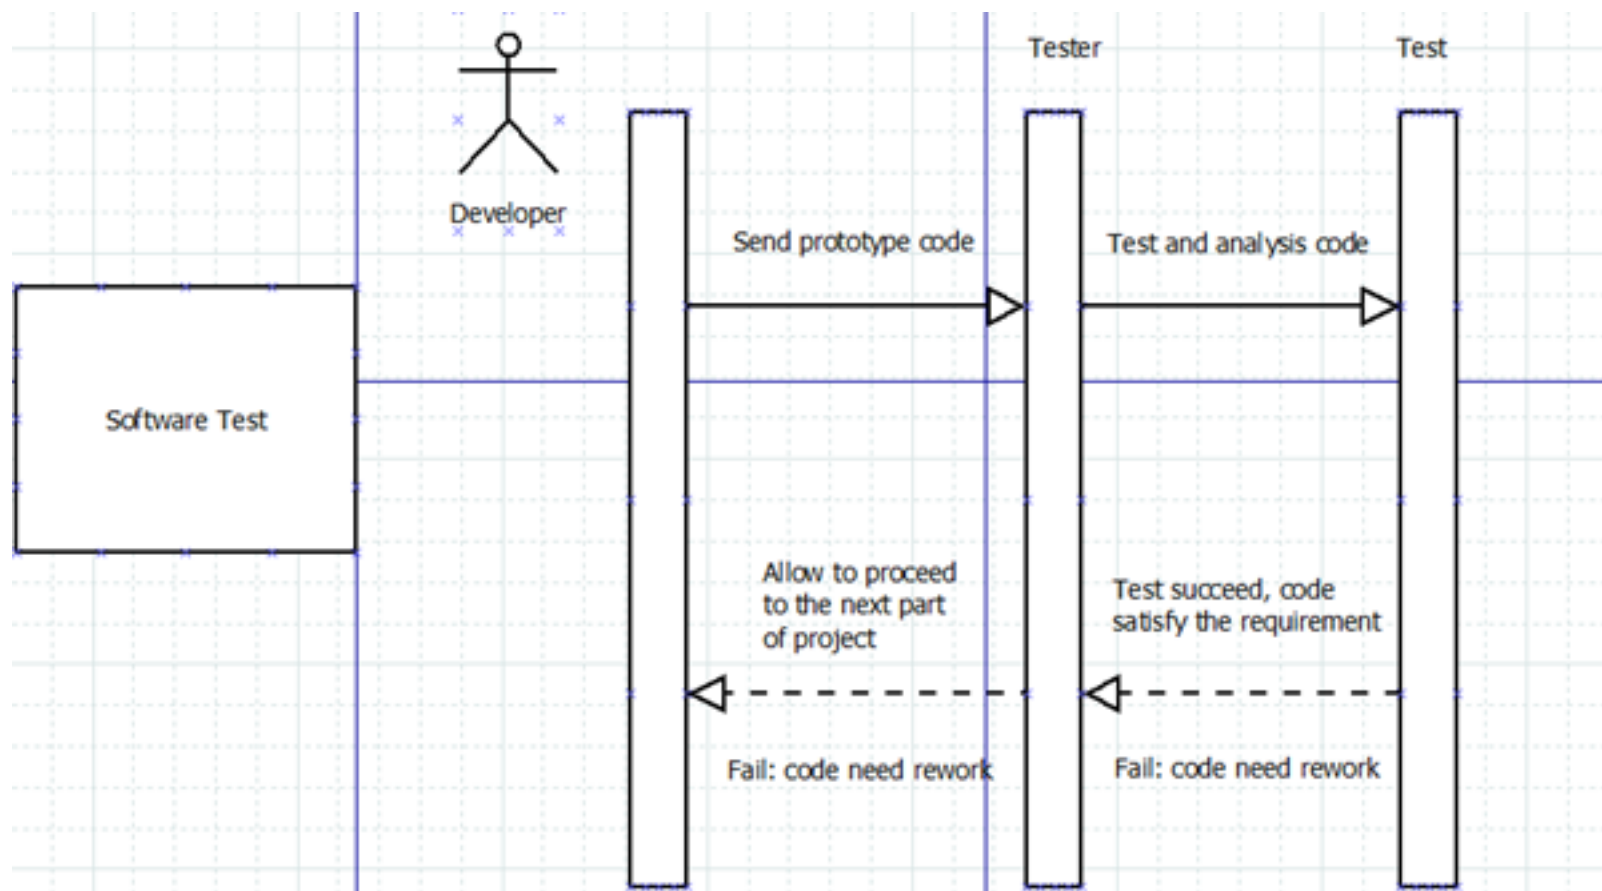 Tester
Test
Developer
Send prototype code
Test and analysis code
Software Test
Allow to proceed
to the next part
of project
Test succeed, code
satisfy the requirement
Fail: code need rework
Fail: code need rework